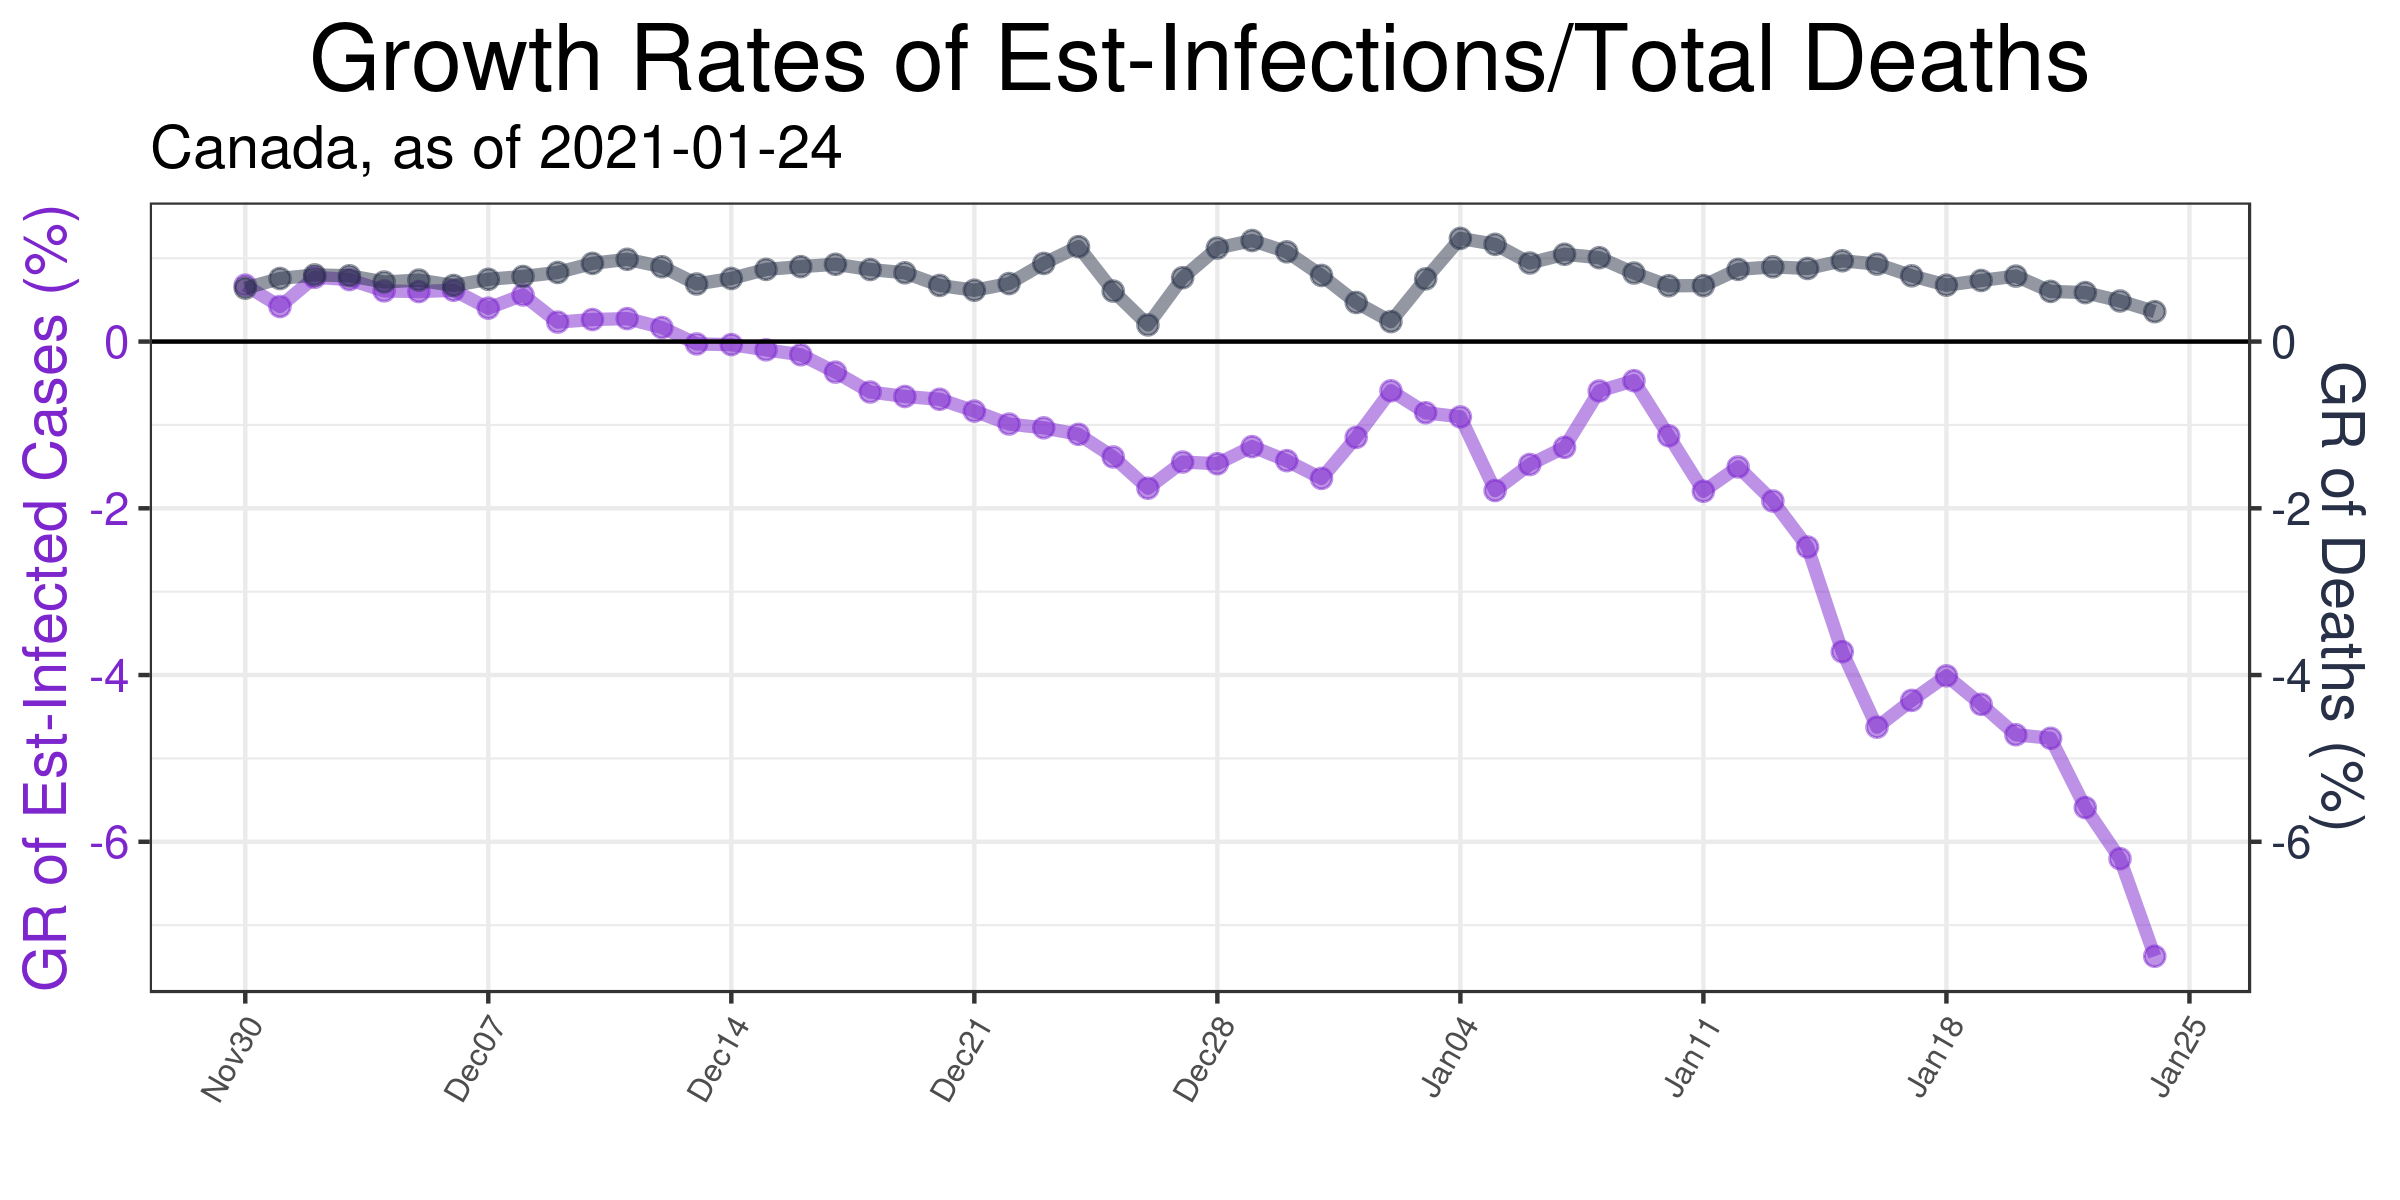 Growth Rates of Est-Infections/Total Deaths
Canada, as of 2021-01-24
GR of Est-Infected Cases (%)
0
-2
-4
-6
0
-2
-4
-6
GR of Deaths (%)
Nov30
Dec07
Dec14
Dec21
Dec28
Jan04
Jan11
Jan18
Jan25